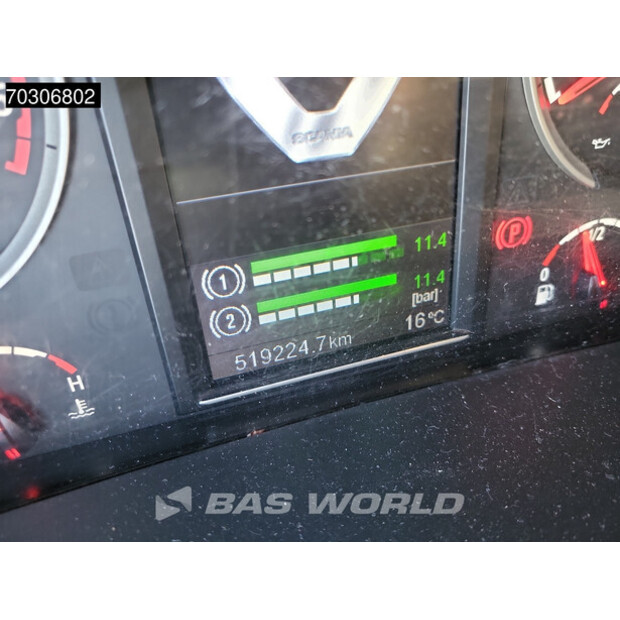 70306802
SCANIA
1 11.4
2 11.4
[bar]
16°C
519224.7km
P
1/2
0
H
BAS WORLD